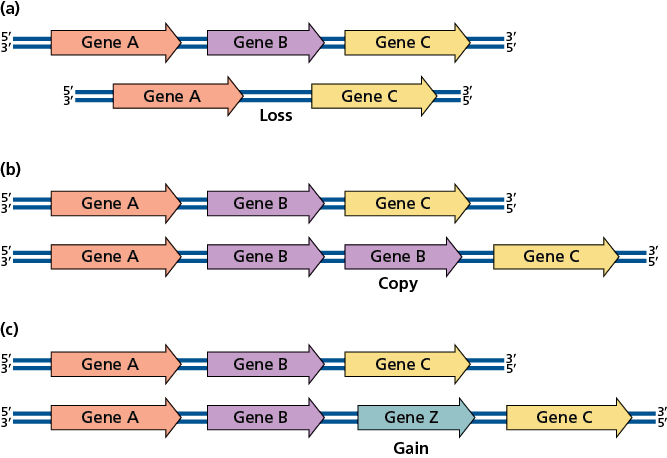 (a)
5′ Gene A Gene B Gene C 3′
3′ 5′
5′ Gene A Gene C 3′
3′ 5′
Loss
(b)
5′ Gene A Gene B Gene C 3′
3′ 5′
5′ Gene A Gene B Gene B Gene C 3′
3′ 5′
Copy
(c)
5′ Gene A Gene B Gene C 3′
3′ 5′
5′ Gene A Gene B Gene Z Gene C 3′
3′ 5′
Gain